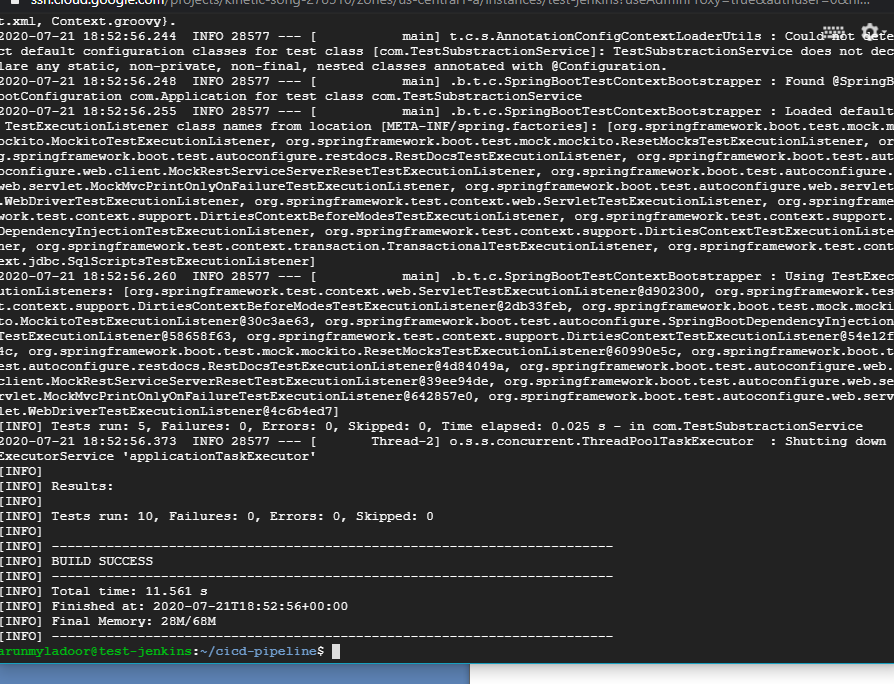 ssh.cloud.google.com/projects/kinetic-song-276510/zones/us-central1-a/instances/test-jenkins?useAdminProxy=true&authuser=0&hl...
t.xml, Context.groovy}.
2020-07-21 18:52:56.244  INFO 28577 --- [           main] t.c.s.AnnotationConfigContextLoaderUtils : Could not dete
ct default configuration classes for test class [com.TestSubstractionService]: TestSubstractionService does not dec
lare any static, non-private, non-final, nested classes annotated with @Configuration.
2020-07-21 18:52:56.248  INFO 28577 --- [           main] .b.t.c.SpringBootTestContextBootstrapper : Found @SpringB
ootConfiguration com.Application for test class com.TestSubstractionService
2020-07-21 18:52:56.255  INFO 28577 --- [           main] .b.t.c.SpringBootTestContextBootstrapper : Loaded default
 TestExecutionListener class names from location [META-INF/spring.factories]: [org.springframework.boot.test.mock.m
ockito.MockitoTestExecutionListener, org.springframework.boot.test.mock.mockito.ResetMocksTestExecutionListener, or
g.springframework.boot.test.autoconfigure.restdocs.RestDocsTestExecutionListener, org.springframework.boot.test.aut
oconfigure.web.client.MockRestServiceServerResetTestExecutionListener, org.springframework.boot.test.autoconfigure.
web.servlet.MockMvcPrintOnlyOnFailureTestExecutionListener, org.springframework.boot.test.autoconfigure.web.servlet
.WebDriverTestExecutionListener, org.springframework.test.context.web.ServletTestExecutionListener, org.springframe
work.test.context.support.DirtiesContextBeforeModesTestExecutionListener, org.springframework.test.context.support.
DependencyInjectionTestExecutionListener, org.springframework.test.context.support.DirtiesContextTestExecutionListe
ner, org.springframework.test.context.transaction.TransactionalTestExecutionListener, org.springframework.test.cont
ext.jdbc.SqlScriptsTestExecutionListener]
2020-07-21 18:52:56.260  INFO 28577 --- [           main] .b.t.c.SpringBootTestContextBootstrapper : Using TestExec
utionListeners: [org.springframework.test.context.web.ServletTestExecutionListener@d902300, org.springframework.tes
t.context.support.DirtiesContextBeforeModesTestExecutionListener@2db33feb, org.springframework.boot.test.mock.mocki
to.MockitoTestExecutionListener@30c3ae63, org.springframework.boot.test.autoconfigure.SpringBootDependencyInjection
TestExecutionListener@58658f63, org.springframework.test.context.support.DirtiesContextTestExecutionListener@54e12f
4c, org.springframework.boot.test.mock.mockito.ResetMocksTestExecutionListener@60990e5c, org.springframework.boot.t
est.autoconfigure.restdocs.RestDocsTestExecutionListener@4d84049a, org.springframework.boot.test.autoconfigure.web.
client.MockRestServiceServerResetTestExecutionListener@39ee94de, org.springframework.boot.test.autoconfigure.web.se
rvlet.MockMvcPrintOnlyOnFailureTestExecutionListener@642857e0, org.springframework.boot.test.autoconfigure.web.serv
let.WebDriverTestExecutionListener@4c6b4ed7]
[INFO] Tests run: 5, Failures: 0, Errors: 0, Skipped: 0, Time elapsed: 0.025 s - in com.TestSubstractionService
2020-07-21 18:52:56.373  INFO 28577 --- [       Thread-2] o.s.s.concurrent.ThreadPoolTaskExecutor  : Shutting down
ExecutorService 'applicationTaskExecutor'
[INFO]
[INFO] Results:
[INFO]
[INFO] Tests run: 10, Failures: 0, Errors: 0, Skipped: 0
[INFO]
[INFO] ------------------------------------------------------------------
[INFO] BUILD SUCCESS
[INFO] ------------------------------------------------------------------
[INFO] Total time: 11.561 s
[INFO] Finished at: 2020-07-21T18:52:56+00:00
[INFO] Final Memory: 28M/68M
[INFO] ------------------------------------------------------------------
arunmyladoor@test-jenkins:~/cicd-pipeline$